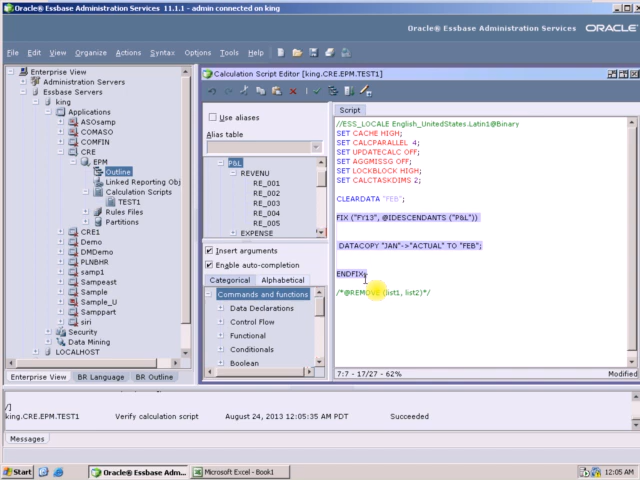 Oracle® Essbase Administration Services 11.1.1 - admin connected on king
Oracle® Essbase Administration Services ORACLE
File Edit View Organize Actions Symtav Options Tools Help
Enterprise View
Administration Servers
Essbase Servers
king
Applications
ASOsamp
COMASO
COMFIN
CRE
EPM
Outline
Linked Reporting Obj
Calculation Scripts
TEST1
Rules Files
Partitions
CRE1
Demo
DMDemo
PLNBHR
samp1
Sampeast
Sample
Sample_U
Samppart
siri
Security
Data Mining
LOCALHOST
Enterprise View BR Language BR Outline
Calculation Script Editor [king.CRE.EPM.TEST1]
Use aliases
Alias table
P&L
REVENU
RE_001
RE_002
RE_003
RE_004
RE_005
EXPENSE
Insert arguments
Enable auto-completion
Categorical Alphabetical
Commands and functions
Data Declarations
Control Flow
Functional
Conditionals
Boolean
Script
//ESS_LOCALE English_UnitedStates.Latin1@Binary
SET CACHE HIGH;
SET CALCPARALLEL 4;
SET UPDATECALC OFF;
SET AGGMISSG OFF;
SET LOCKBLOCK HIGH;
SET CALCTASKDIMS 2;
CLEARDATA "FEB";
FIX ("FY13", @IDESCENDANTS ("P&L"))
DATACOPY "JAN"->"ACTUAL" TO "FEB";
ENDFIX;
/*@REMOVE (list1, list2)*/
7:7 - 17/27 - 62% Modified
/]
king.CRE.EPM.TEST1 Verify calculation script August 24, 2013 12:05:35 AM PDT Succeeded
Messages
Start Oracle® Essbase Adm... Microsoft Excel - Book1 12:05 AM